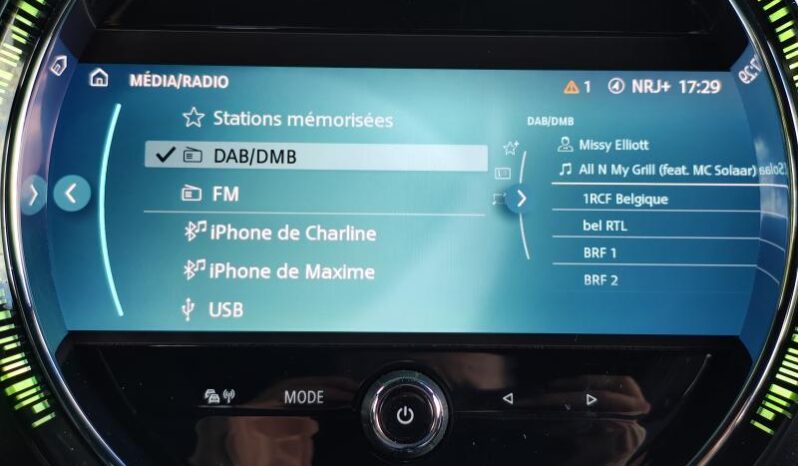 MÉDIA/RADIO
1 NRJ+ 17:29
Stations mémorisées
DAB/DMB
FM
iPhone de Charline
iPhone de Maxime
USB
DAB/DMB
Missy Elliott
All N My Grill (feat. MC Solaar)
1RCF Belgique
bel RTL
BRF 1
BRF 2
MODE